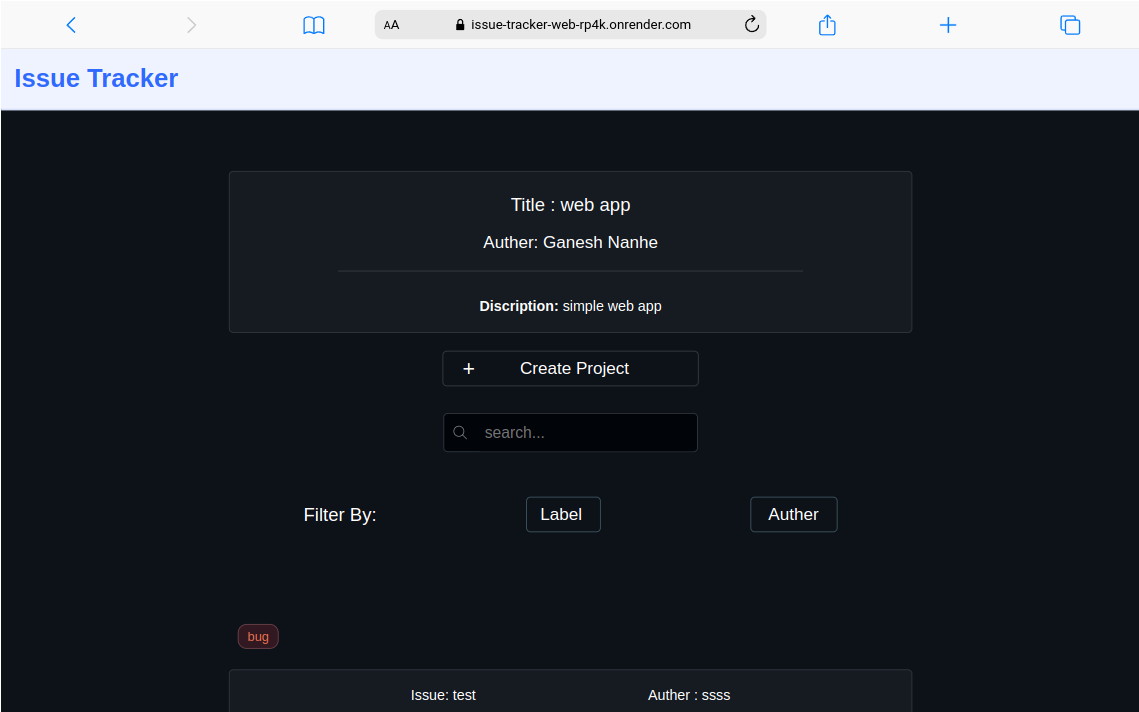 AA issue-tracker-web-rp4k.onrender.com
Issue Tracker
Title : web app
Auther: Ganesh Nanhe
Discription: simple web app
+ Create Project
search...
Filter By: Label Auther
bug
Issue: test Auther : ssss